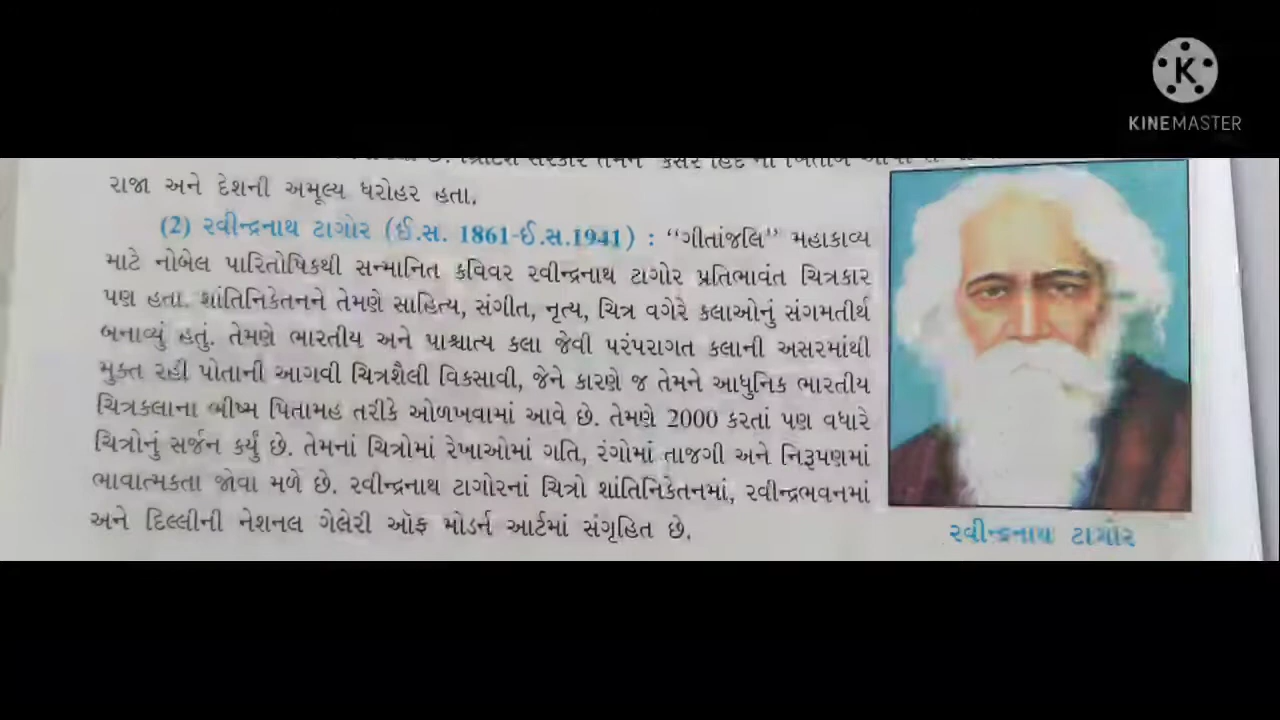 KINEMASTER
રાજા અને દેશની અમૂલ્ય ધરોહર હતા.
(2) રવીન્દ્રનાથ ટાગોર (ઈ.સ. 1861-ઈ.સ.1941) : “ગીતાંજલિ” મહાકાવ્ય
માટે નોબેલ પારિતોષિકથી સન્માનિત કવિવર રવીન્દ્રનાથ ટાગોર પ્રતિભાવંત ચિત્રકાર
પણ હતા. શાંતિનિકેતનને તેમણે સાહિત્ય, સંગીત, નૃત્ય, ચિત્ર વગેરે કલાઓનું સંગમતીર્થ
બનાવ્યું હતું. તેમણે ભારતીય અને પાશ્ચાત્ય કલા જેવી પરંપરાગત કલાની અસરમાંથી
મુક્ત રહી પોતાની આગવી ચિત્રશૈલી વિકસાવી, જેને કારણે જ તેમને આધુનિક ભારતીય
ચિત્રકલાના ભીષ્મ પિતામહ તરીકે ઓળખવામાં આવે છે. તેમણે 2000 કરતાં પણ વધારે
ચિત્રોનું સર્જન કર્યું છે. તેમનાં ચિત્રોમાં રેખાઓમાં ગતિ, રંગોમાં તાજગી અને નિરૂપણમાં
ભાવાત્મકતા જોવા મળે છે. રવીન્દ્રનાથ ટાગોરનાં ચિત્રો શાંતિનિકેતનમાં, રવીન્દ્રભવનમાં
અને દિલ્લીની નેશનલ ગેલેરી ઑફ મોડર્ન આર્ટમાં સંગૃહિત છે.
રવીન્દ્રનાથ ટાગોર